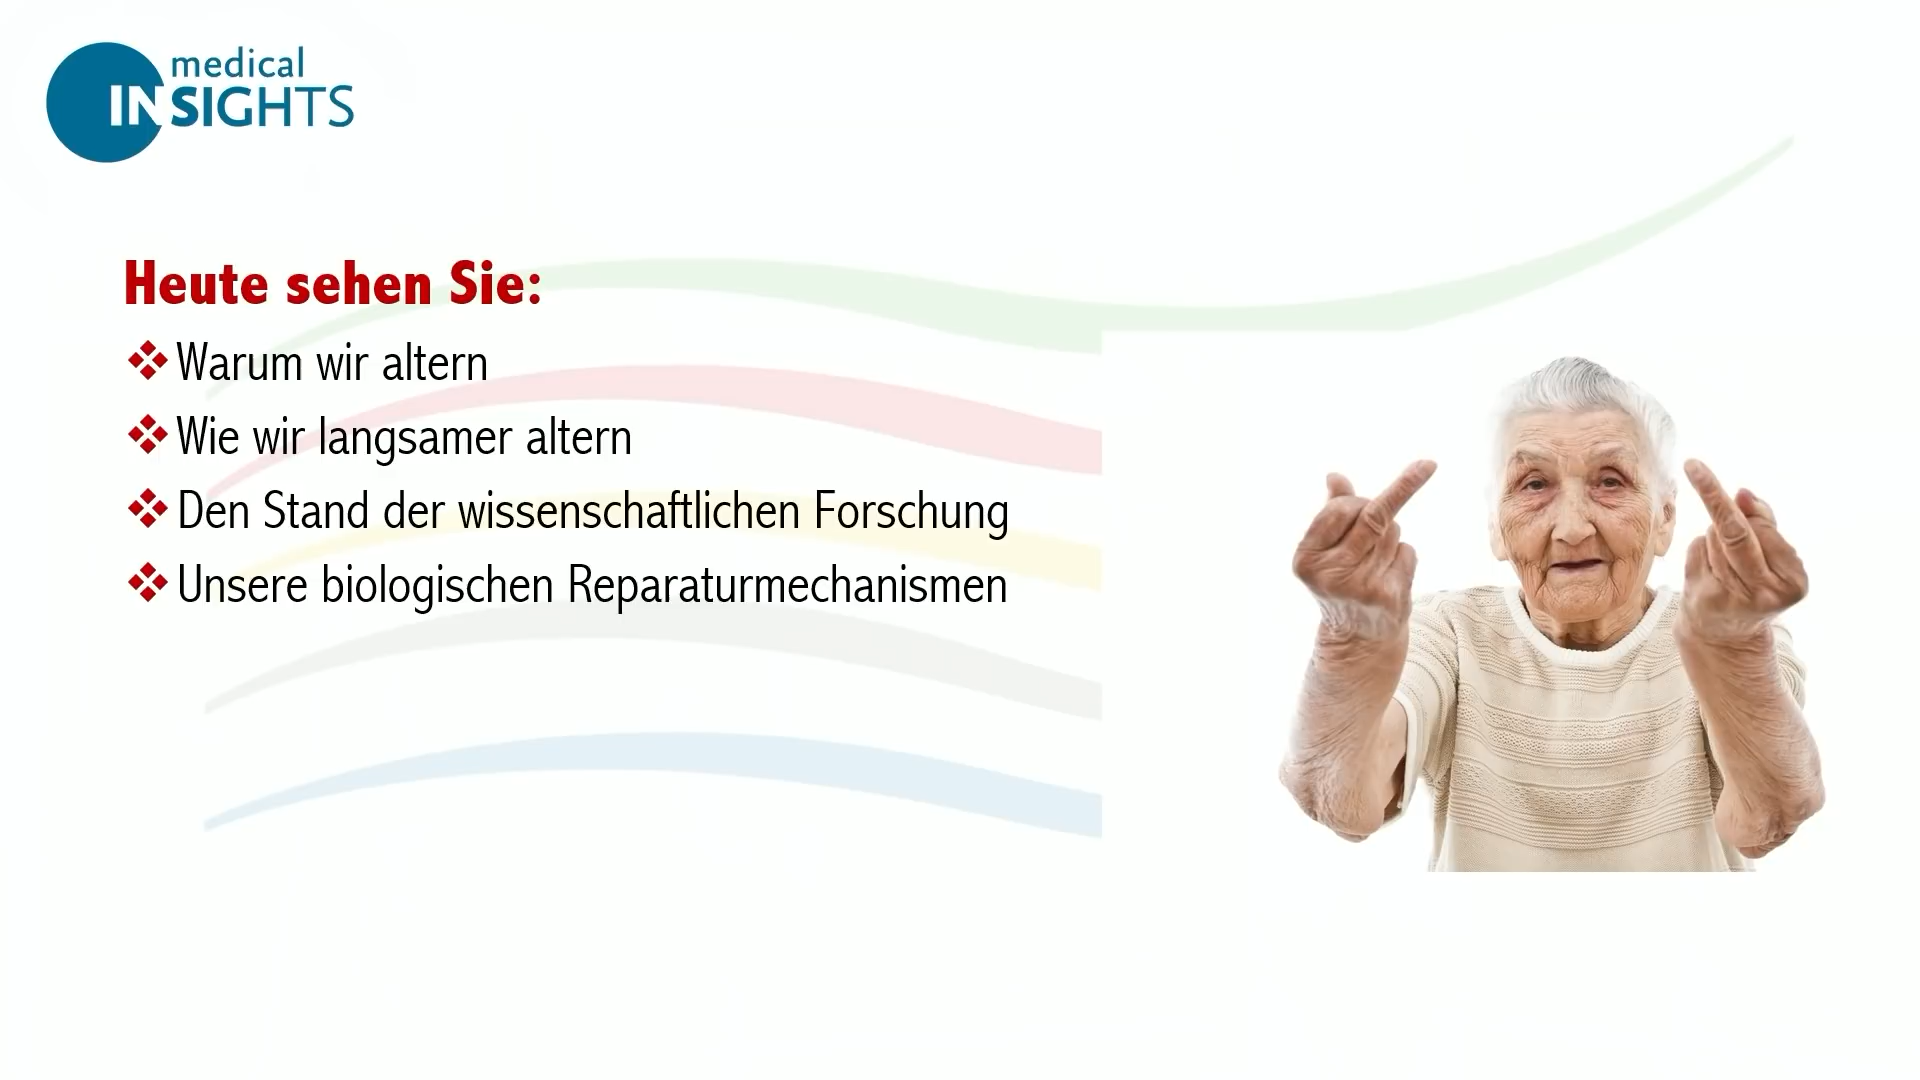 medical
INSIGHTS
Heute sehen Sie:
Warum wir altern
Wie wir langsamer altern
Den Stand der wissenschaftlichen Forschung
Unsere biologischen Reparaturmechanismen